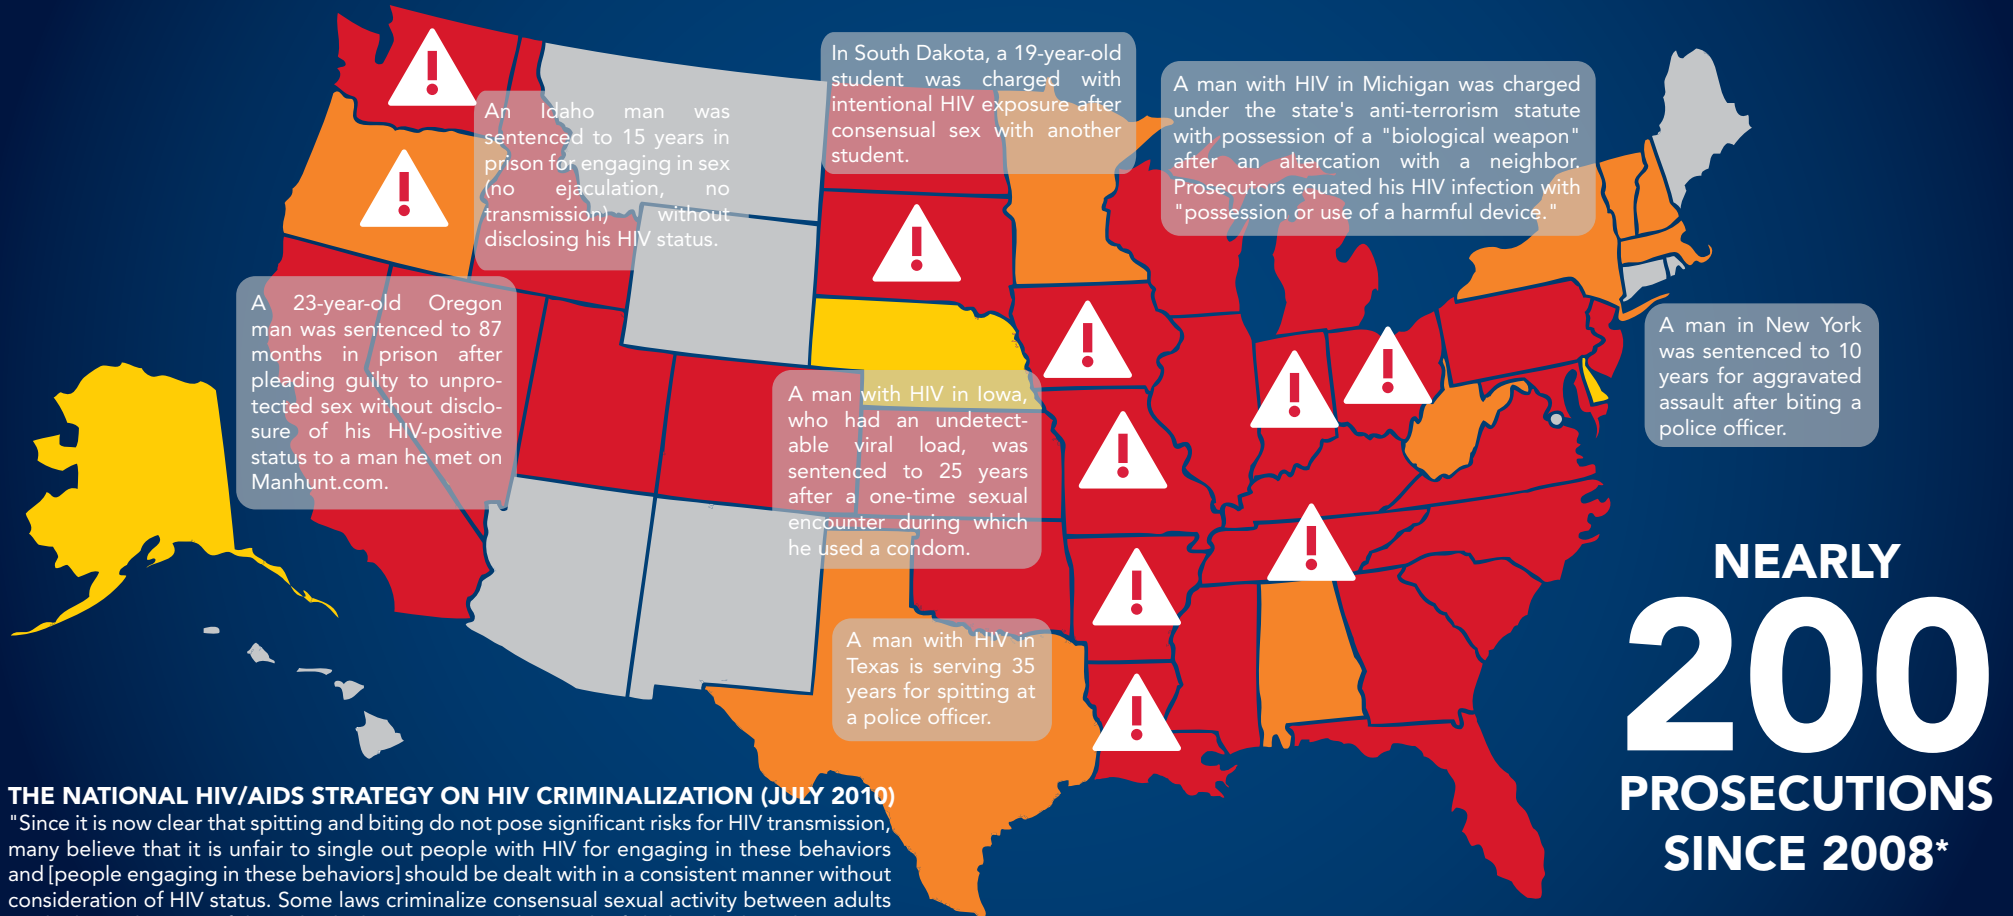 In South Dakota, a 19-year-old
student was charged with
intentional HIV exposure after
consensual sex with another
student.
A man with HIV in Michigan was charged
under the state's anti-terrorism statute
with possession of a "biological weapon"
after an altercation with a neighbor.
Prosecutors equated his HIV infection with
"possession or use of a harmful device."
An Idaho man was
sentenced to 15 years in
prison for engaging in sex
(no ejaculation, no
transmission) without
disclosing his HIV status.
A 23-year-old Oregon
man was sentenced to 87
months in prison after
pleading guilty to unpro-
tected sex without disclo-
sure of his HIV-positive
status to a man he met on
Manhunt.com.
A man in New York
was sentenced to 10
years for aggravated
assault after biting a
police officer.
A man with HIV in Iowa,
who had an undetect-
able viral load, was
sentenced to 25 years
after a one-time sexual
encounter during which
he used a condom.
A man with HIV in
Texas is serving 35
years for spitting at
a police officer.
NEARLY
200
PROSECUTIONS
SINCE 2008*
THE NATIONAL HIV/AIDS STRATEGY ON HIV CRIMINALIZATION (JULY 2010)
"Since it is now clear that spitting and biting do not pose significant risks for HIV transmission,
many believe that it is unfair to single out people with HIV for engaging in these behaviors
and [people engaging in these behaviors] should be dealt with in a consistent manner without
consideration of HIV status. Some laws criminalize consensual sexual activity between adults